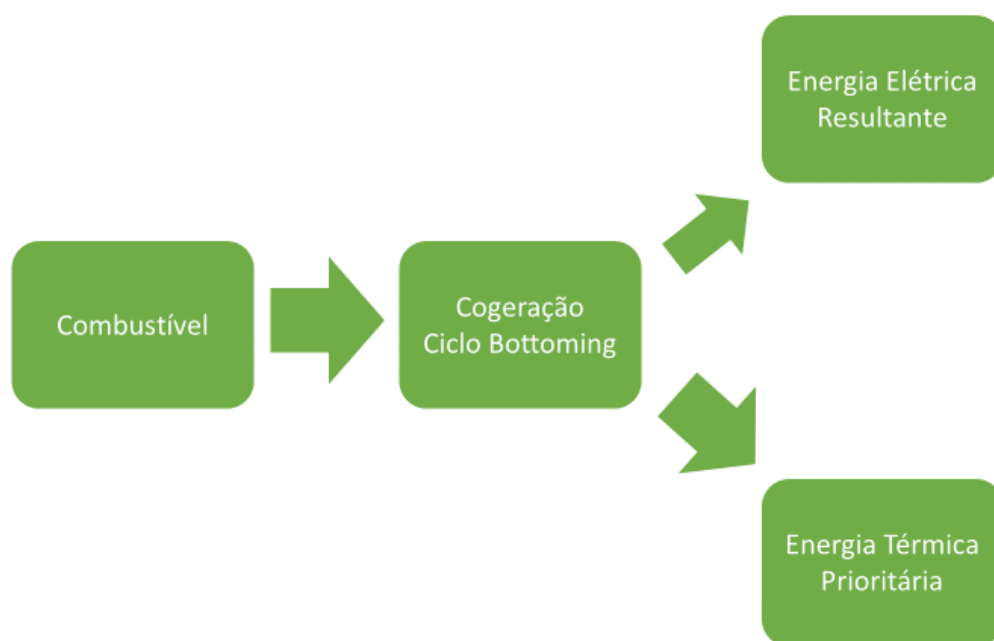 Energia Elétrica
Resultante
Combustível
Cogeração
Ciclo Bottoming
Energia Térmica
Prioritária